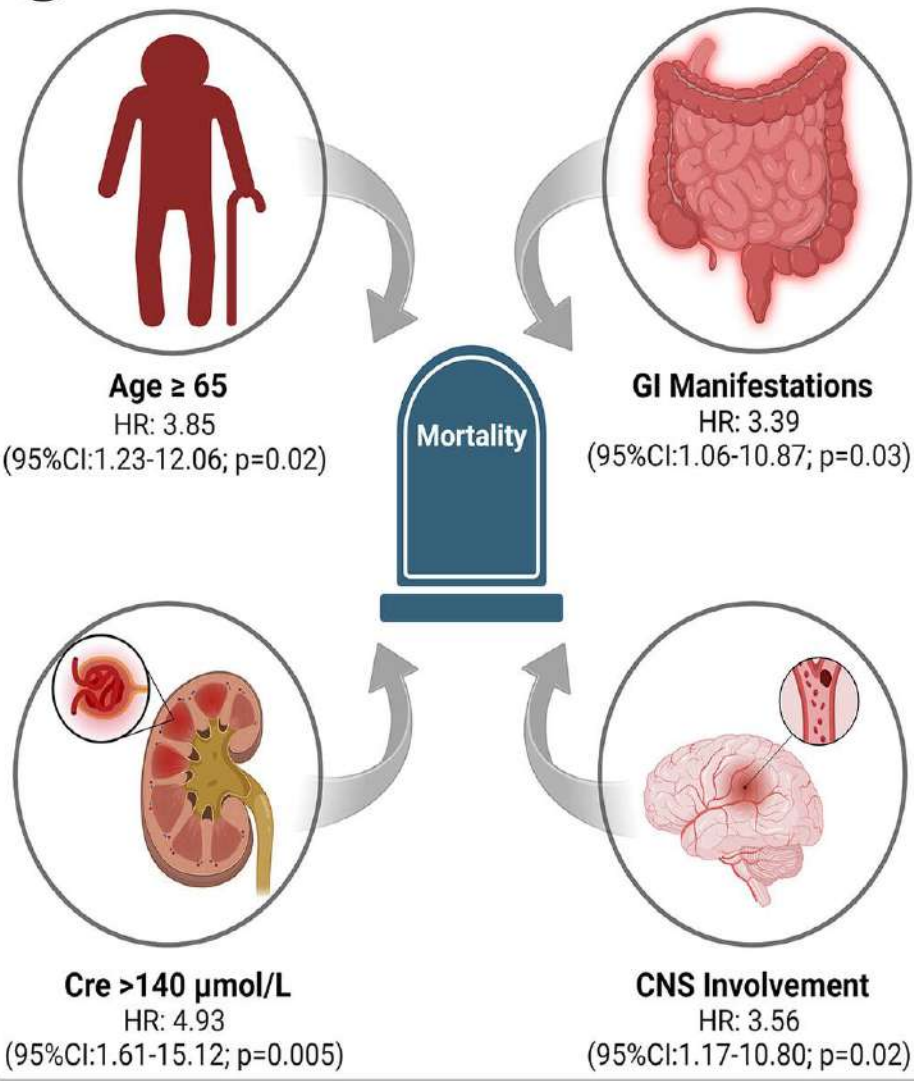 Age ≥ 65
HR: 3.85
(95%CI:1.23-12.06; p=0.02)
GI Manifestations
HR: 3.39
(95%CI:1.06-10.87; p=0.03)
Mortality
Cre >140 µmol/L
HR: 4.93
(95%CI:1.61-15.12; p=0.005)
CNS Involvement
HR: 3.56
(95%CI:1.17-10.80; p=0.02)